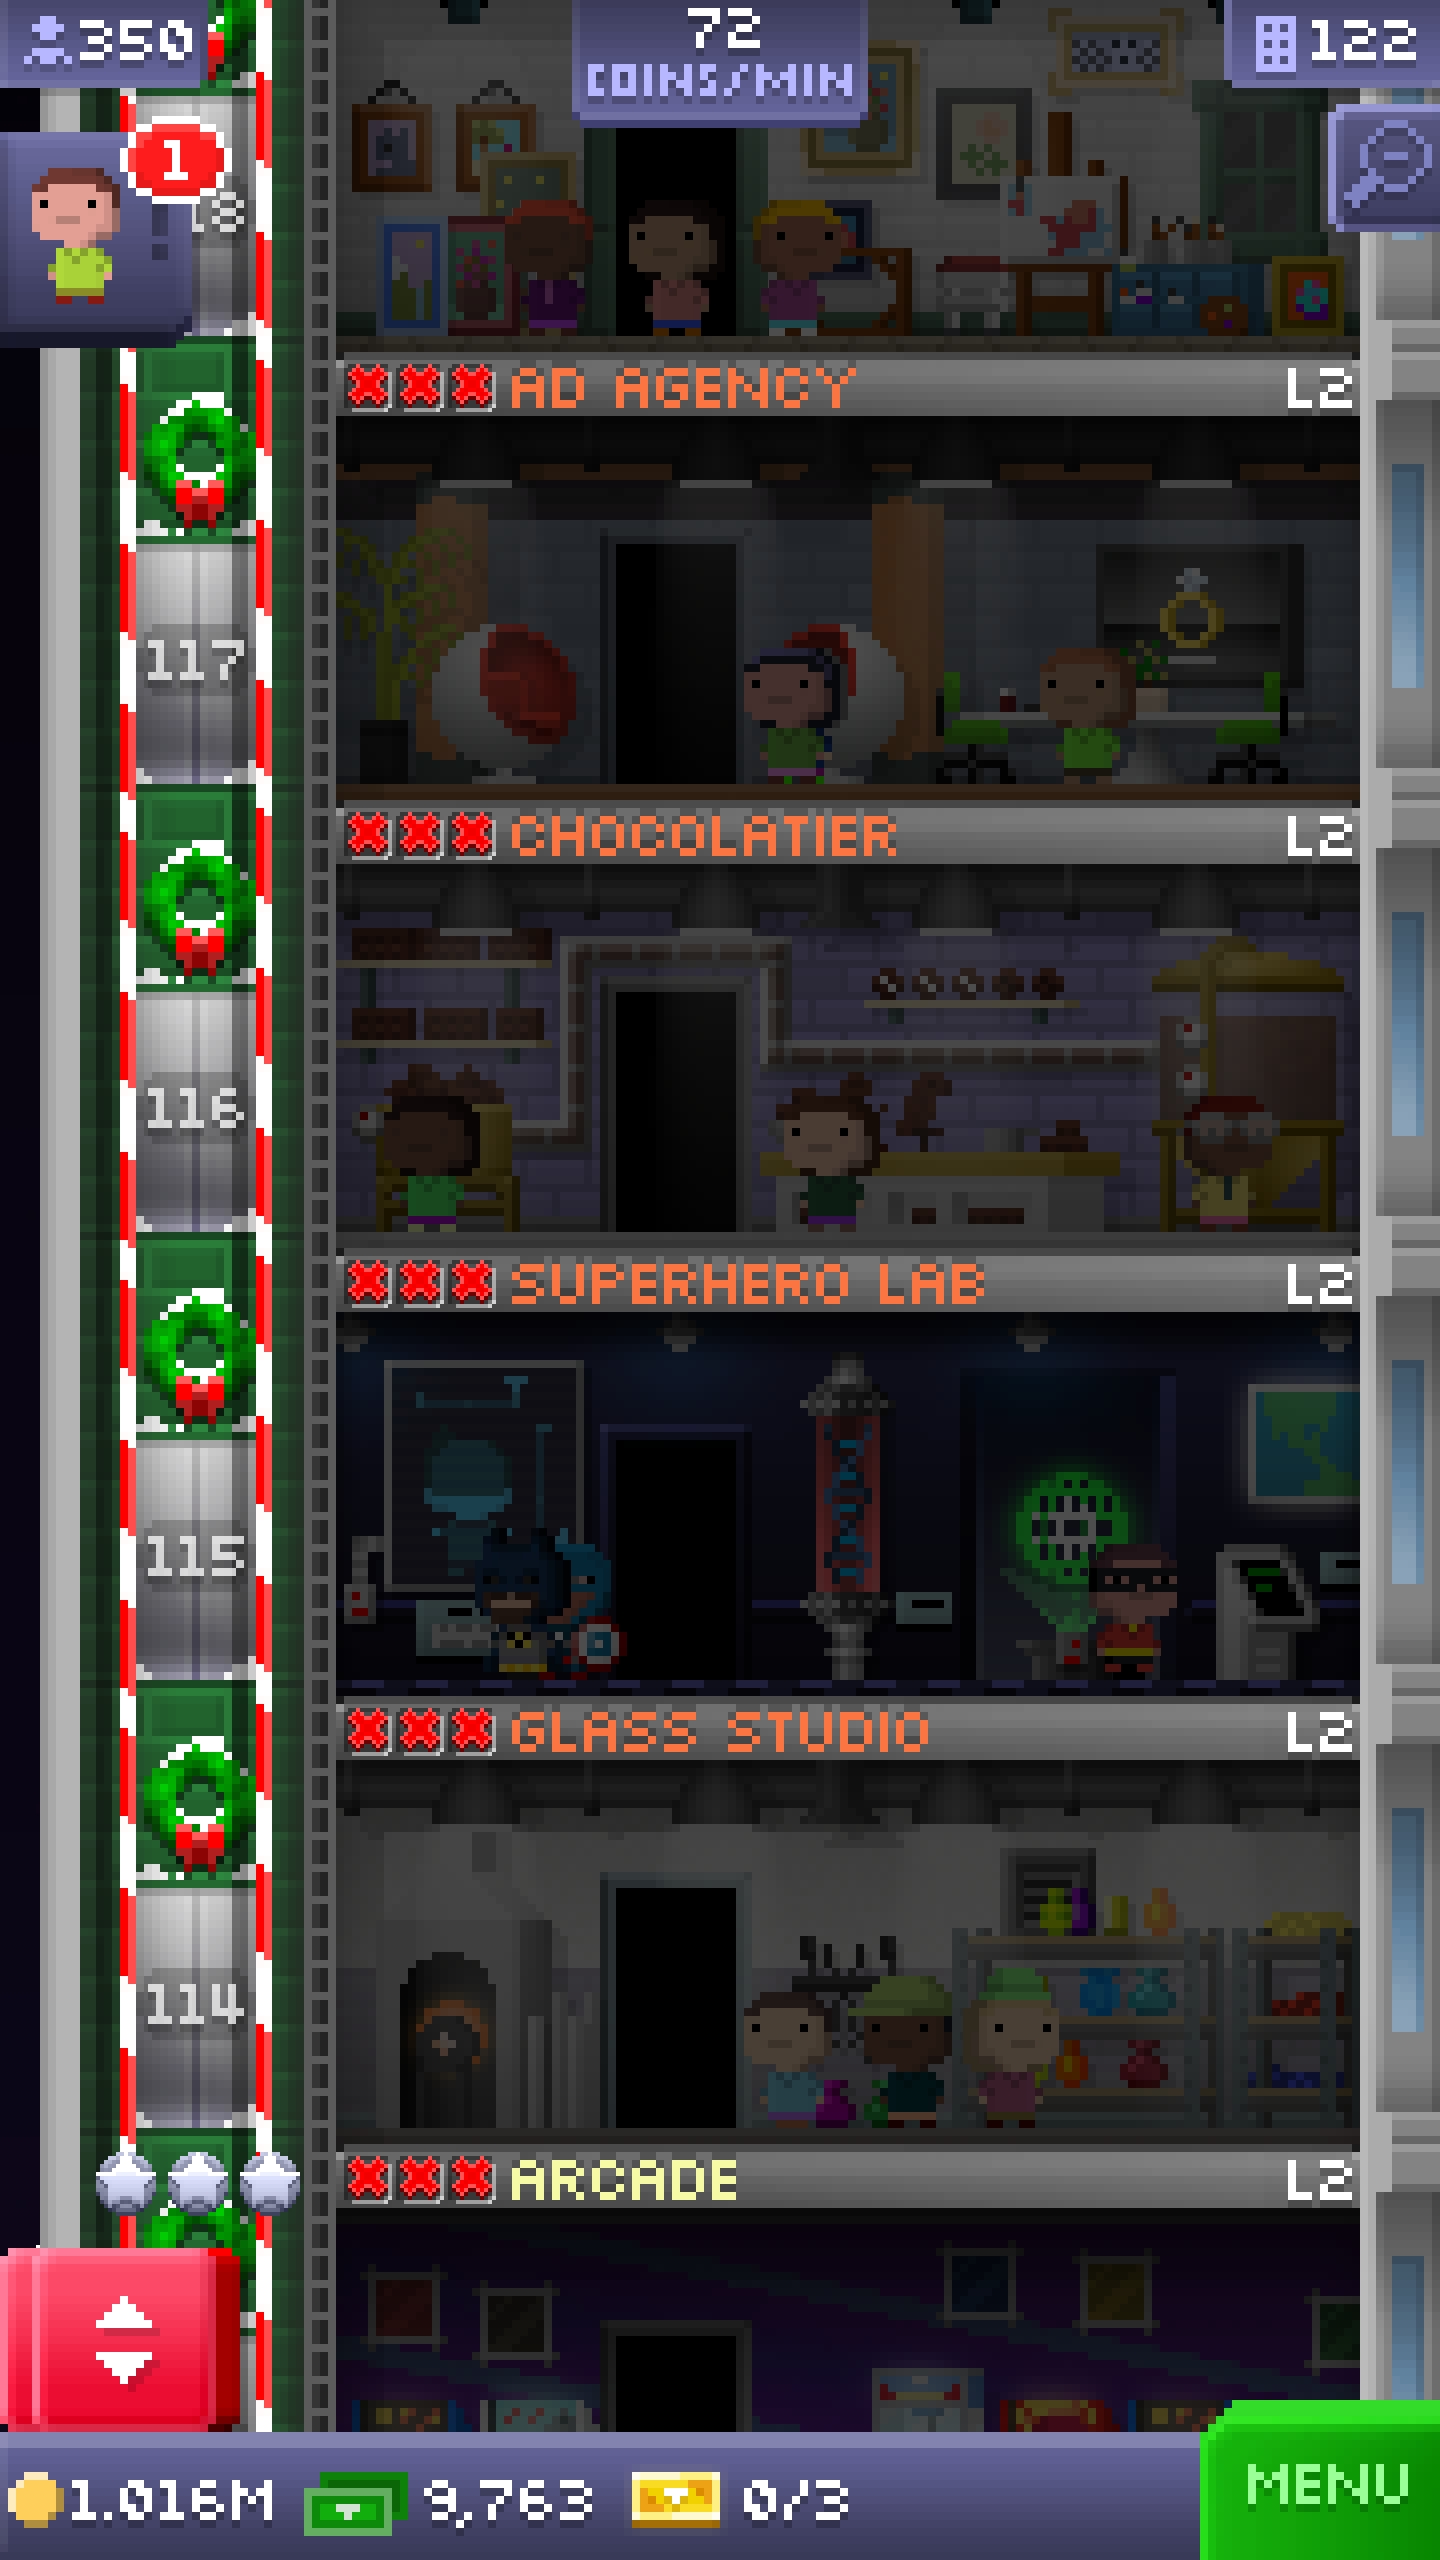 350
72
COINS/MIN
122
1
18
AD AGENCY L2
117
CHOCOLATIER L2
116
SUPERHERO LAB L2
115
GLASS STUDIO L2
114
ARCADE L2
1.016M 9,763 0/3 MENU